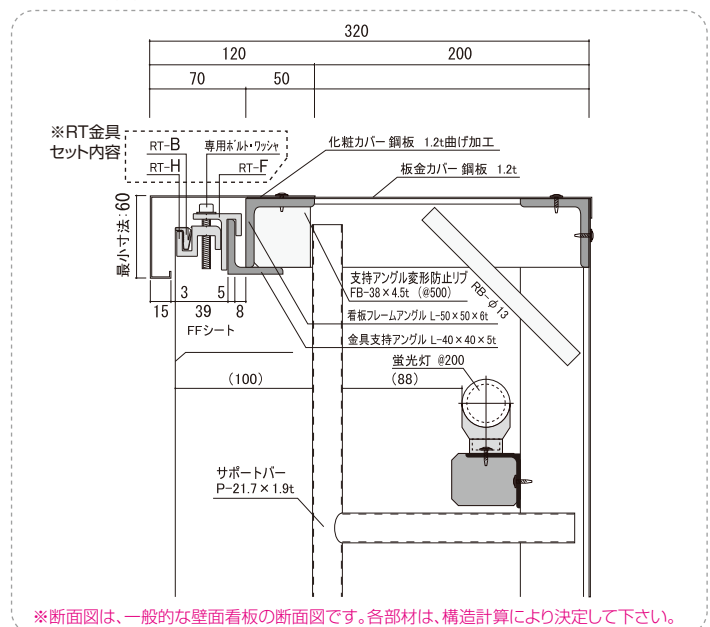 320
120
200
70
50
※RT金具
セット内容
RT-B
専用ボルト・ワッシャ
RT-H
RT-F
化粧カバー 鋼板 1.2t曲げ加工
板金カバー 鋼板 1.2t
最小寸法:60
3
5
15
39
8
FFシート
支持アングル変形防止リブ
FB-38×4.5t (@500)
RB-φ13
看板フレームアングル L-50×50×6t
金具支持アングル L-40×40×5t
蛍光灯 @200
(100)
(88)
サポートバー
P-21.7×1.9t
※断面図は、一般的な壁面看板の断面図です。各部材は、構造計算により決定して下さい。